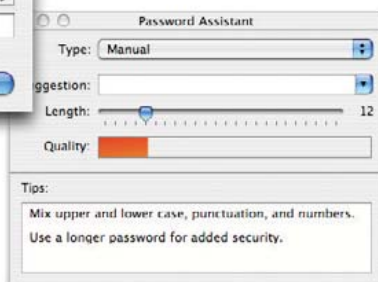 Password Assistant
Type: Manual
uggestion:
Length: 12
Quality:
Tips:
Mix upper and lower case, punctuation, and numbers.
Use a longer password for added security.